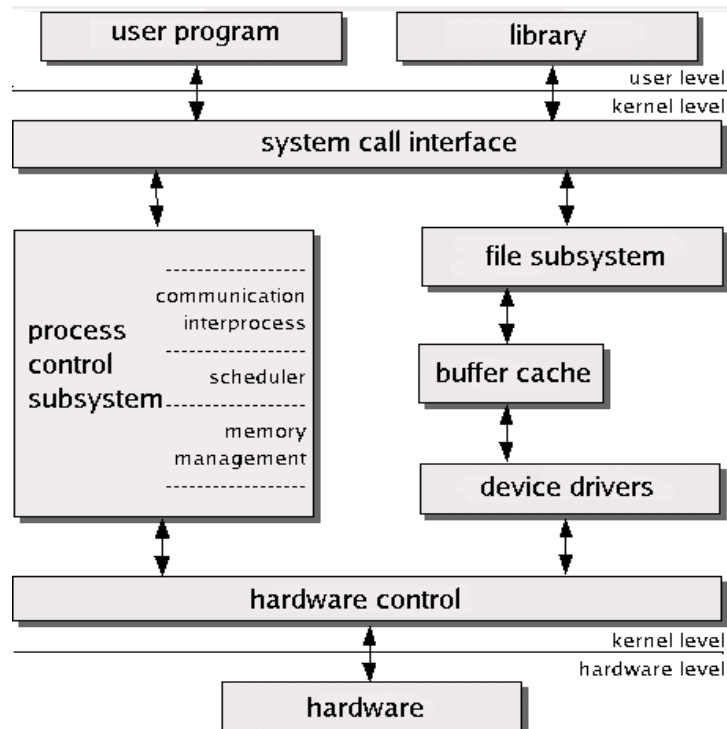 user program
library
user level
kernel level
system call interface
process
control
subsystem
communication
interprocess
scheduler
memory
management
file subsystem
buffer cache
device drivers
hardware control
kernel level
hardware level
hardware